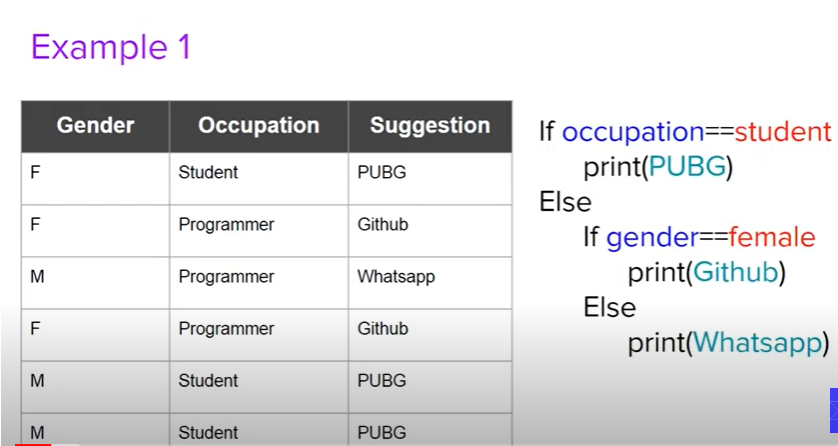 Example 1
Gender Occupation Suggestion
F Student PUBG
F Programmer Github
M Programmer Whatsapp
F Programmer Github
M Student PUBG
M Student PUBG
If occupation==student
print(PUBG)
Else
If gender==female
print(Github)
Else
print(Whatsapp)